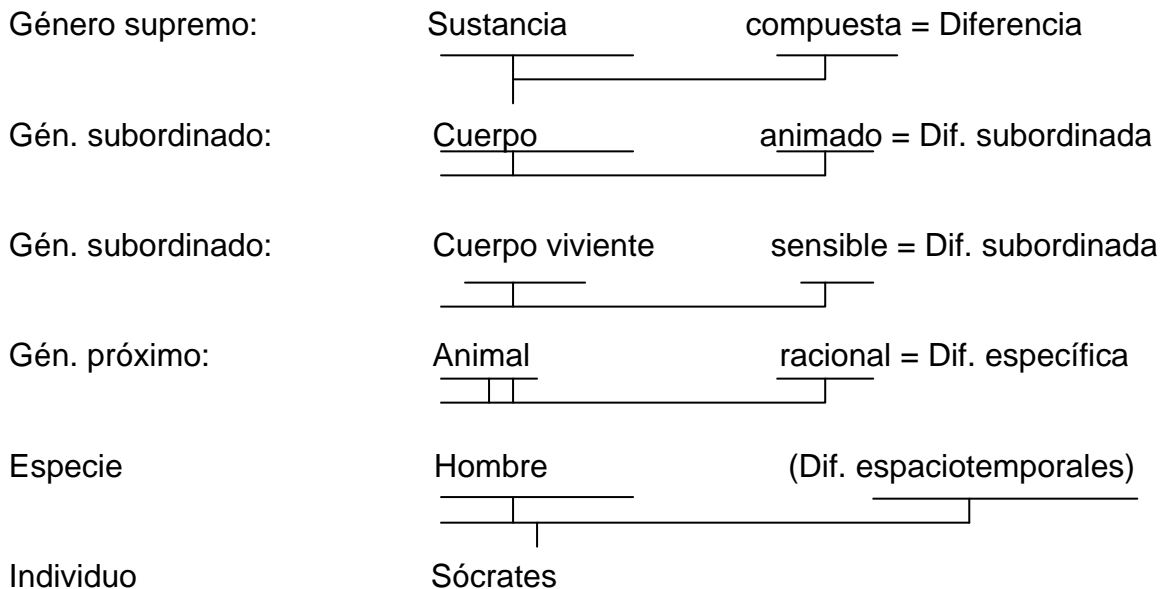 Género supremo: Sustancia compuesta = Diferencia
Gén. subordinado: Cuerpo animado = Dif. subordinada
Gén. subordinado: Cuerpo viviente sensible = Dif. subordinada
Gén. próximo: Animal racional = Dif. específica
Especie Hombre (Dif. espaciotemporales)
Individuo Sócrates